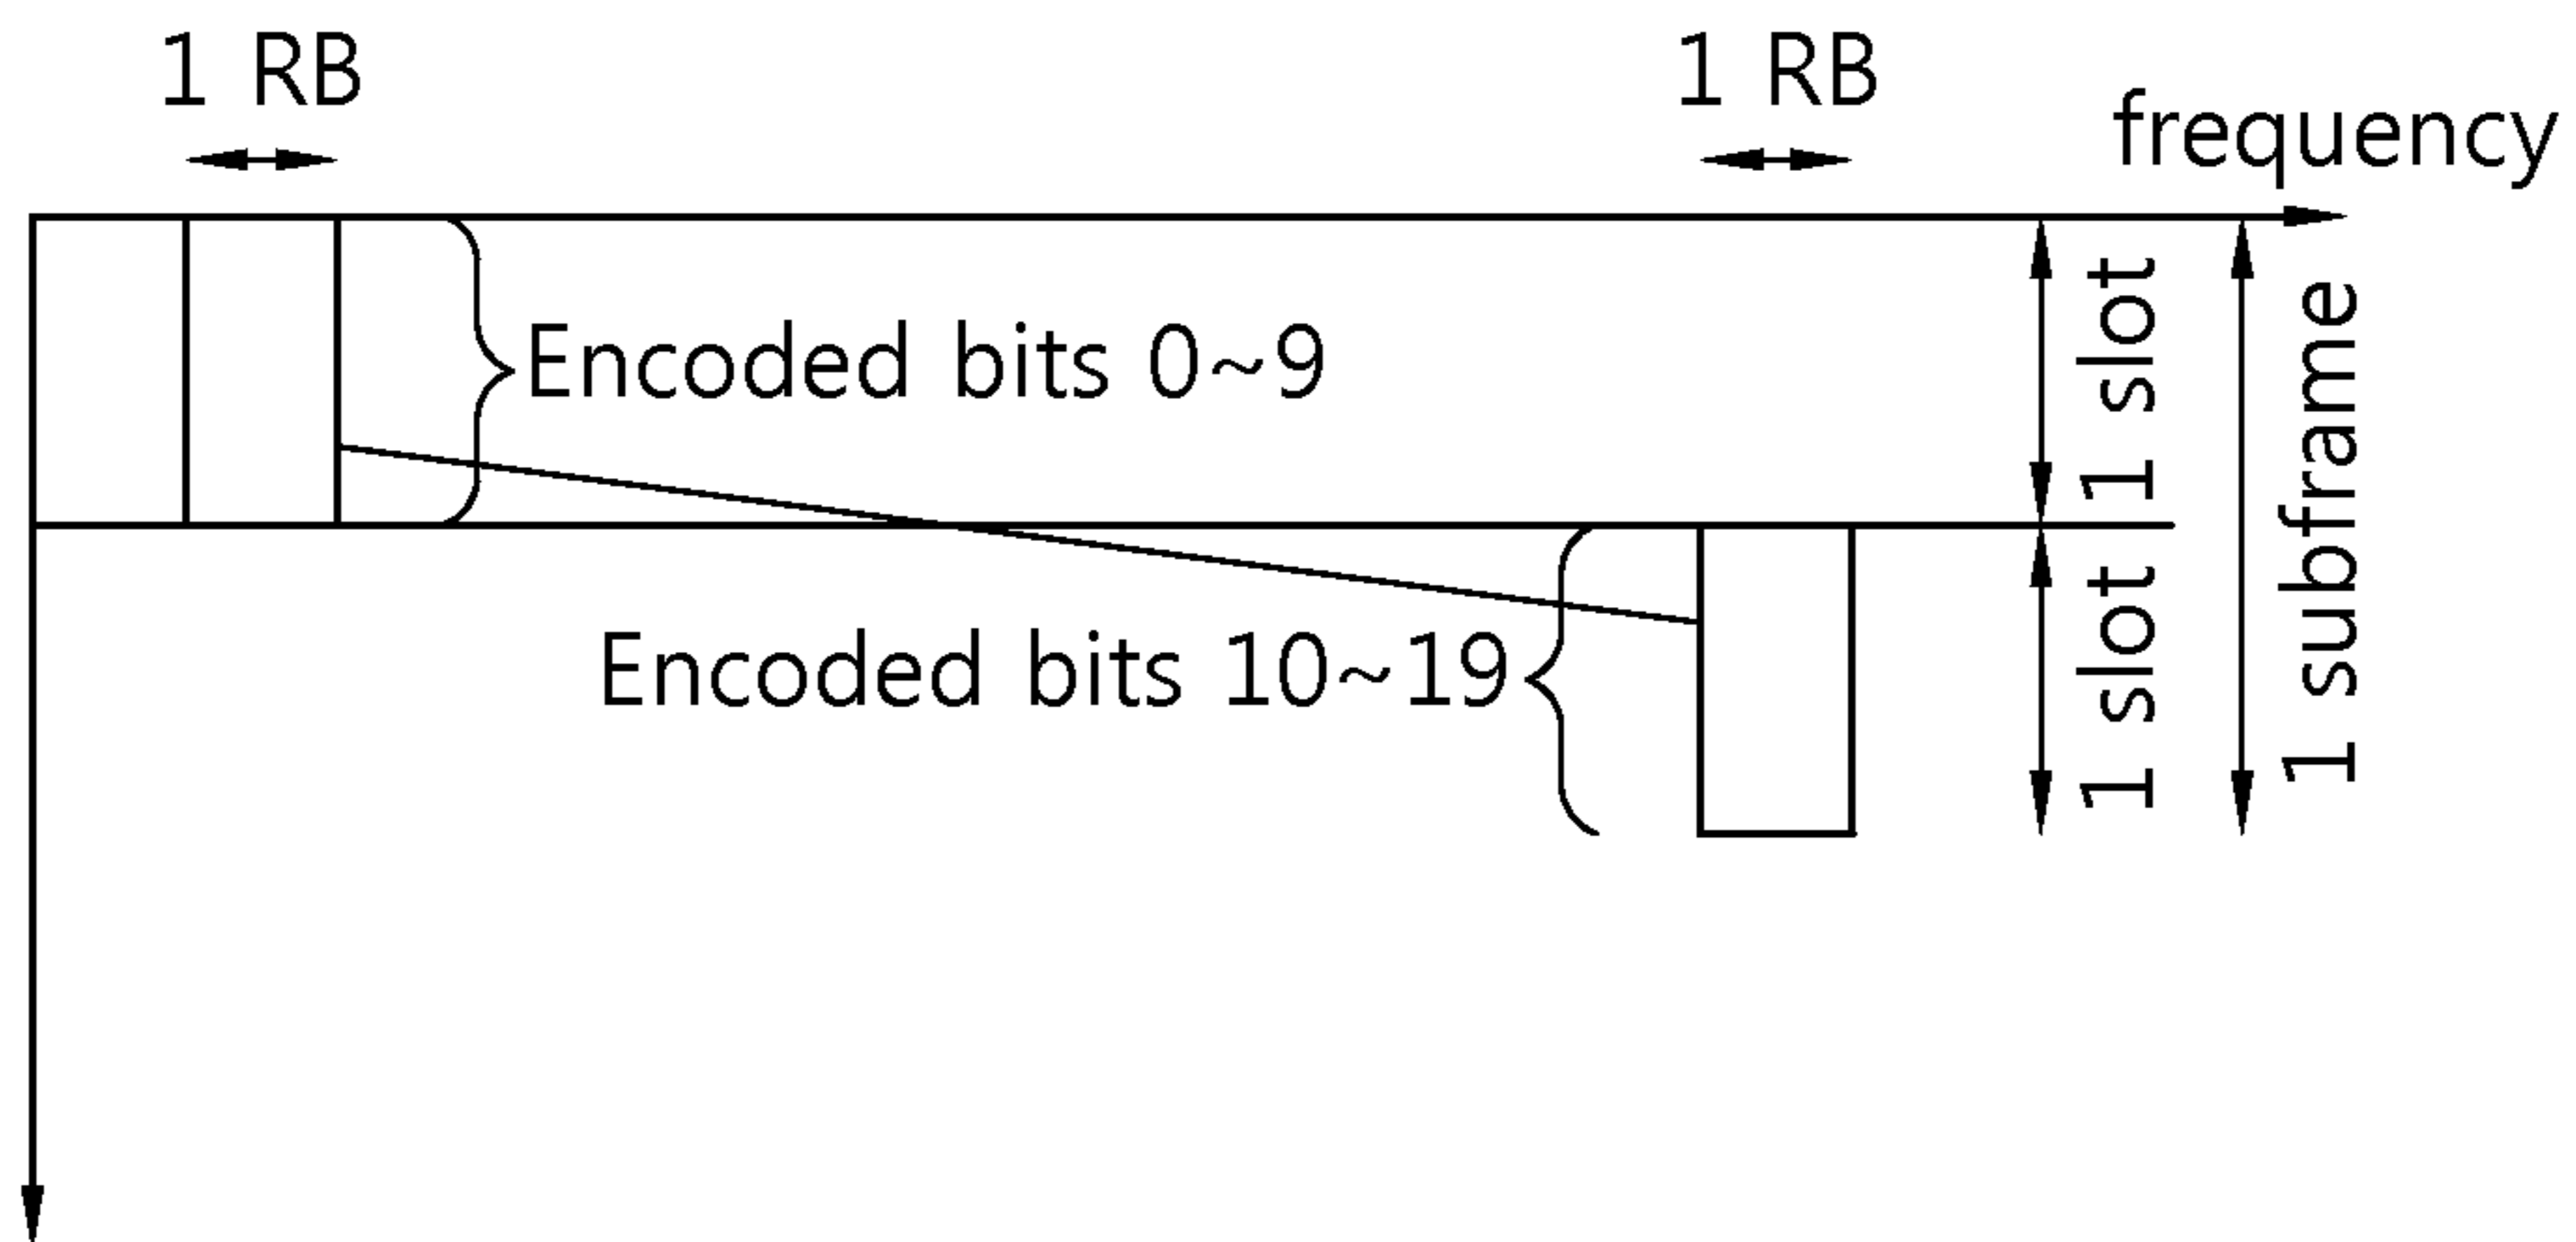 1 RB
1 RB
frequency
Encoded bits 0~9
1 slot
1 subframe
Encoded bits 10~19
1 slot